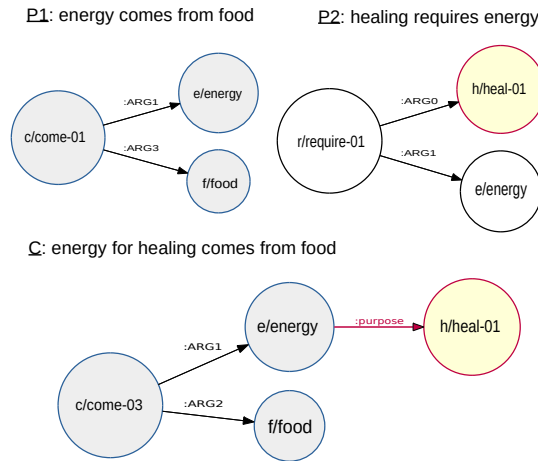 P1: energy comes from food
P2: healing requires energy
c/come-01
:ARG1
e/energy
:ARG3
f/food
r/require-01
:ARG0
h/heal-01
:ARG1
e/energy
C: energy for healing comes from food
c/come-03
:ARG1
e/energy
:purpose
h/heal-01
:ARG2
f/food